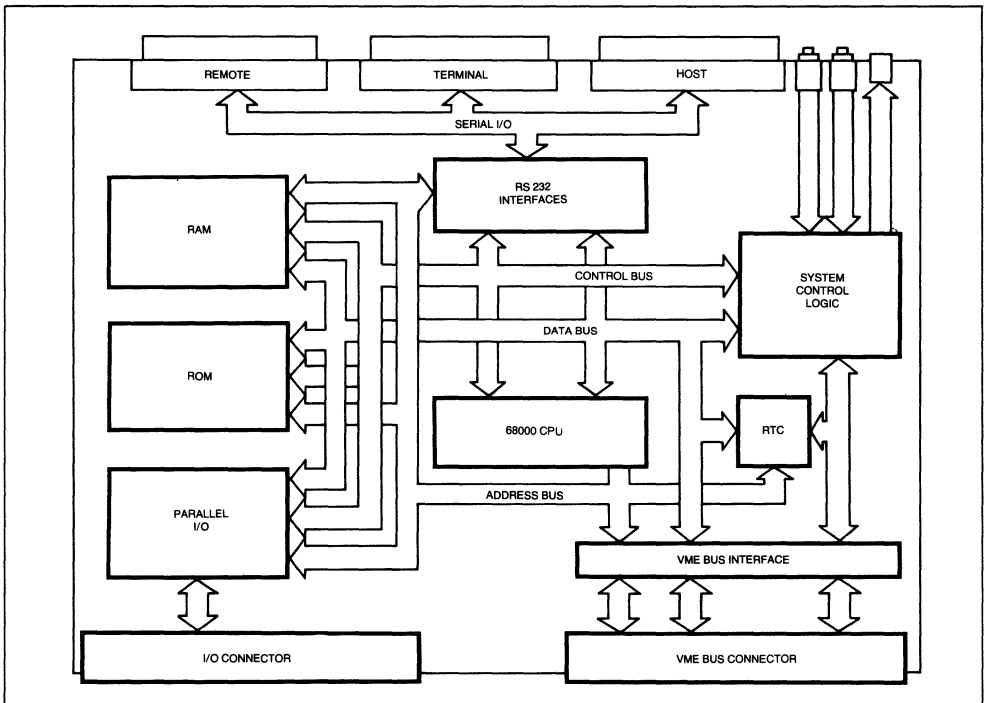 REMOTE
TERMINAL
HOST
SERIAL I/O
RS 232
INTERFACES
RAM
CONTROL BUS
SYSTEM
CONTROL
LOGIC
DATA BUS
ROM
68000 CPU
RTC
ADDRESS BUS
PARALLEL
I/O
VME BUS INTERFACE
I/O CONNECTOR
VME BUS CONNECTOR